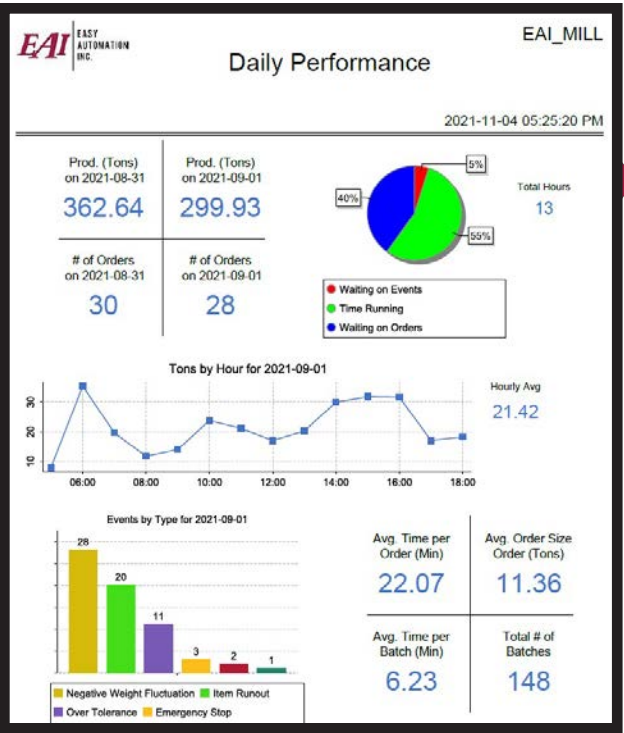 EAI
EASY
AUTOMATION
INC.
EAI_MILL
Daily Performance
2021-11-04 05:25:20 PM
Prod. (Tons)
on 2021-08-31
362.64
Prod. (Tons)
on 2021-09-01
299.93
# of Orders
on 2021-08-31
30
# of Orders
on 2021-09-01
28
5%
40%
55%
Total Hours
13
Waiting on Events
Time Running
Waiting on Orders
Tons by Hour for 2021-09-01
30
20
10
06:00 08:00 10:00 12:00 14:00 16:00 18:00
Hourly Avg
21.42
Events by Type for 2021-09-01
28
20
11
3
2
1
Negative Weight Fluctuation Item Runout
Over Tolerance Emergency Stop
Avg. Time per
Order (Min)
22.07
Avg. Order Size
Order (Tons)
11.36
Avg. Time per
Batch (Min)
6.23
Total # of
Batches
148